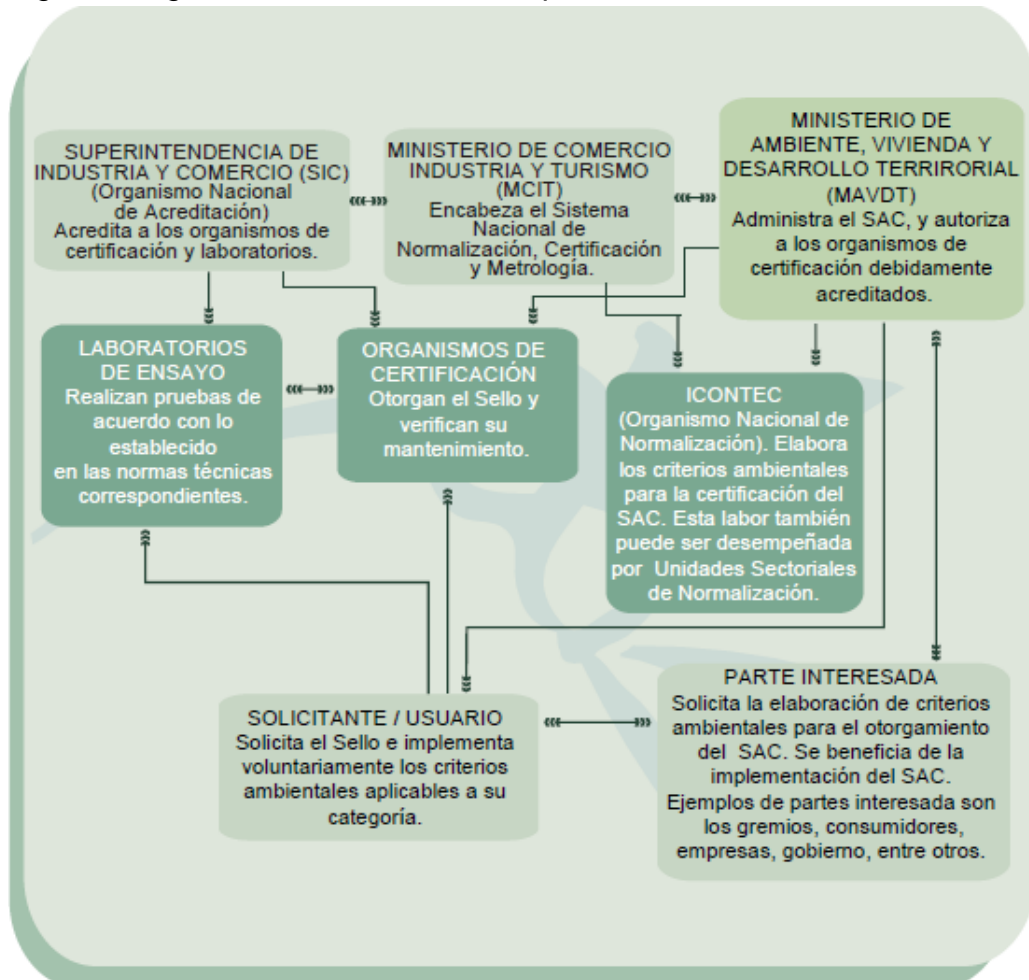 SUPERINTENDENCIA DE
INDUSTRIA Y COMERCIO (SIC)
(Organismo Nacional
de Acreditación)
Acredita a los organismos de
certificación y laboratorios.
MINISTERIO DE COMERCIO
INDUSTRIA Y TURISMO
(MCIT)
Encabeza el Sistema
Nacional de
Normalización, Certificación
y Metrología.
MINISTERIO DE
AMBIENTE, VIVIENDA Y
DESARROLLO TERRIRORIAL
(MAVDT)
Administra el SAC, y autoriza
a los organismos de
certificación debidamente
acreditados.
LABORATORIOS
DE ENSAYO
Realizan pruebas de
acuerdo con lo
establecido
en las normas técnicas
correspondientes.
ORGANISMOS DE
CERTIFICACIÓN
Otorgan el Sello y
verifican su
mantenimiento.
ICONTEC
(Organismo Nacional de
Normalización). Elabora
los criterios ambientales
para la certificación del
SAC. Esta labor también
puede ser desempeñada
por Unidades Sectoriales
de Normalización.
SOLICITANTE / USUARIO
Solicita el Sello e implementa
voluntariamente los criterios
ambientales aplicables a su
categoría.
PARTE INTERESADA
Solicita la elaboración de criterios
ambientales para el otorgamiento
del SAC. Se beneficia de la
implementación del SAC.
Ejemplos de partes interesada son
los gremios, consumidores,
empresas, gobierno, entre otros.